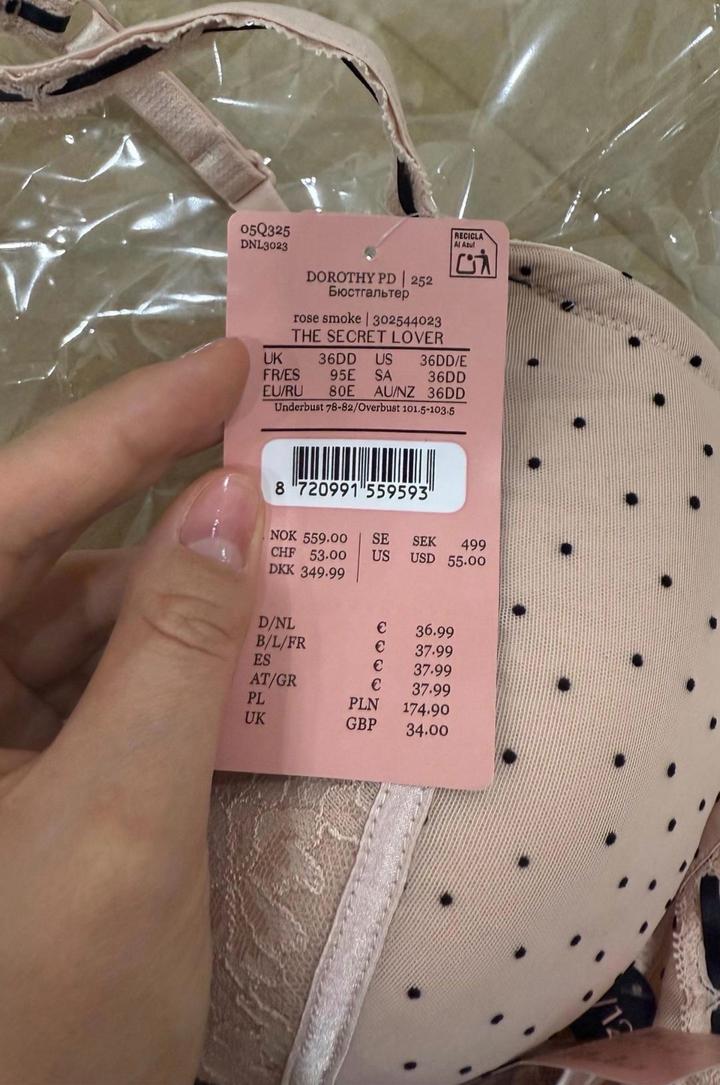 05Q325
DNL3023
RECICLA
Al Azul
DOROTHY PD | 252
Бюстгальтер
rose smoke | 302544023
THE SECRET LOVER
UK 36DD US 36DD/E
FR/ES 95E SA 36DD
EU/RU 80E AU/NZ 36DD
Underbust 78-82/Overbust 101.5-103.5
8 720991 559593
NOK 559.00 SE SEK 499
CHF 53.00 US USD 55.00
DKK 349.99
D/NL € 36.99
B/L/FR € 37.99
ES € 37.99
AT/GR € 37.99
PL PLN 174.90
UK GBP 34.00